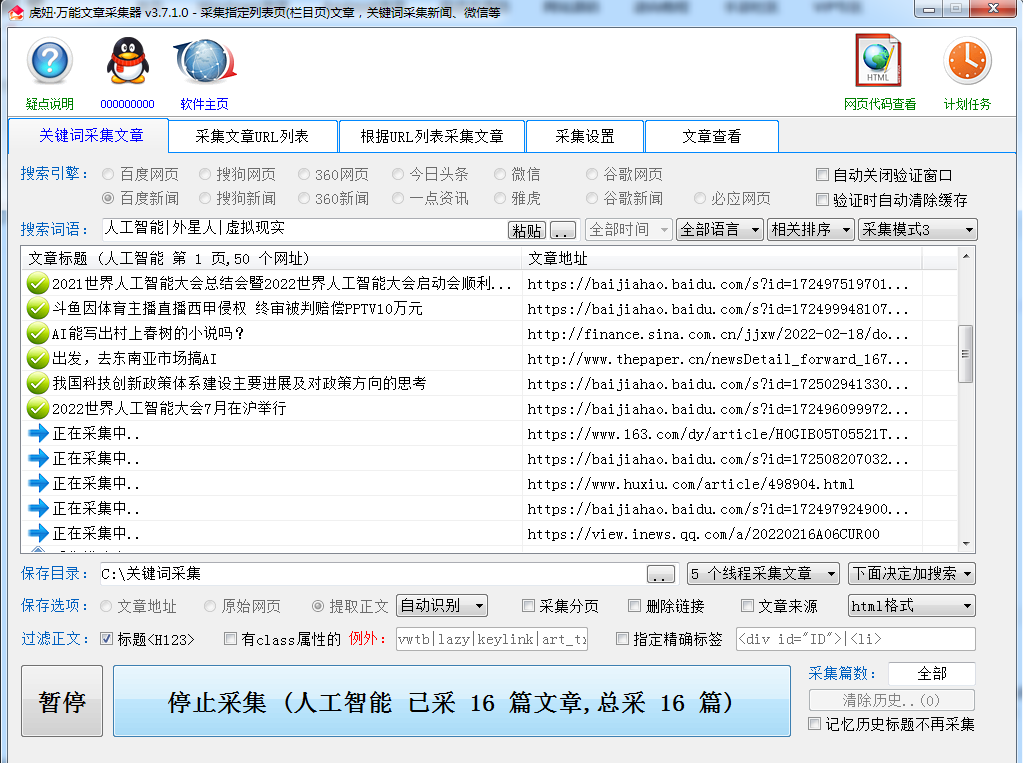 虎妞·万能文章采集器 v3.7.1.0 - 采集指定列表页(栏目页)文章，关键词采集新闻、微信等
疑点说明 000000000 软件主页 HTML 网页代码查看 计划任务
关键词采集文章 采集文章URL列表 根据URL列表采集文章 采集设置 文章查看
搜索引擎： 百度网页 搜狗网页 360网页 今日头条 微信 谷歌网页 自动关闭验证窗口
百度新闻 搜狗新闻 360新闻 一点资讯 雅虎 谷歌新闻 必应网页 验证时自动清除缓存
搜索词语： 人工智能|外星人|虚拟现实 粘贴 .. 全部时间 全部语言 相关排序 采集模式3
文章标题 (人工智能 第 1 页,50 个网址) 文章地址
2021世界人工智能大会总结会暨2022世界人工智能大会启动会顺利... https://baijiahao.baidu.com/s?id=172497519701...
斗鱼因体育主播直播西甲侵权 终审被判赔偿PPTV10万元 https://baijiahao.baidu.com/s?id=172499948107...
AI能写出村上春树的小说吗？ http://finance.sina.com.cn/jjxw/2022-02-18/do...
出发，去东南亚市场搞AI http://www.thepaper.cn/newsDetail_forward_167...
我国科技创新政策体系建设主要进展及对政策方向的思考 https://baijiahao.baidu.com/s?id=172502941330...
2022世界人工智能大会7月在沪举行 https://baijiahao.baidu.com/s?id=172496099972...
正在采集中.. https://www.163.com/dy/article/H0GIB05T05521T...
正在采集中.. https://baijiahao.baidu.com/s?id=172508207032...
正在采集中.. https://www.huxiu.com/article/498904.html
正在采集中.. https://baijiahao.baidu.com/s?id=172497924900...
正在采集中.. https://view.inews.qq.com/a/20220216A06CUR00
保存目录： C:\关键词采集 .. 5 个线程采集文章 下面决定加搜索
保存选项： 文章地址 原始网页 提取正文 自动识别 采集分页 删除链接 文章来源 html格式
过滤正文： 标题<H123> 有class属性的 例外： vwtb|lazy|keylink|art_tx 指定精确标签 <div id="ID">|<li>
暂停 停止采集 (人工智能 已采 16 篇文章,总采 16 篇) 采集篇数： 全部
清除历史..(0)
记忆历史标题不再采集